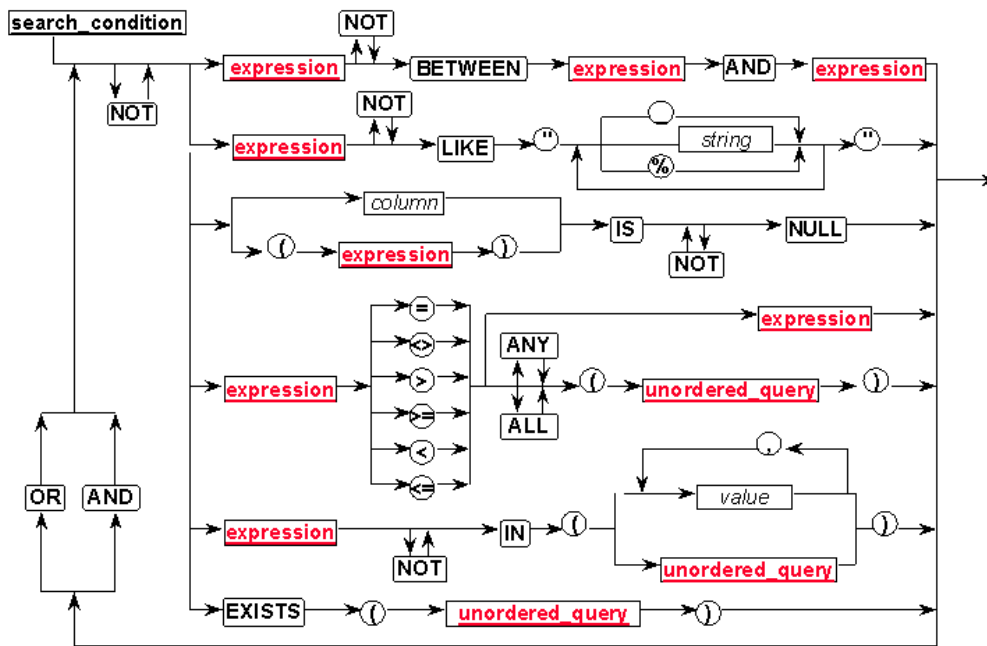 search_condition
NOT
NOT
expression BETWEEN expression AND expression
NOT
expression LIKE " _ string % "
column
( expression ) IS NOT NULL
=
<>
>
>=
<
<=
expression
expression ANY ALL ( unordered_query )
OR AND
,
expression NOT IN ( value )
unordered_query
EXISTS ( unordered_query )